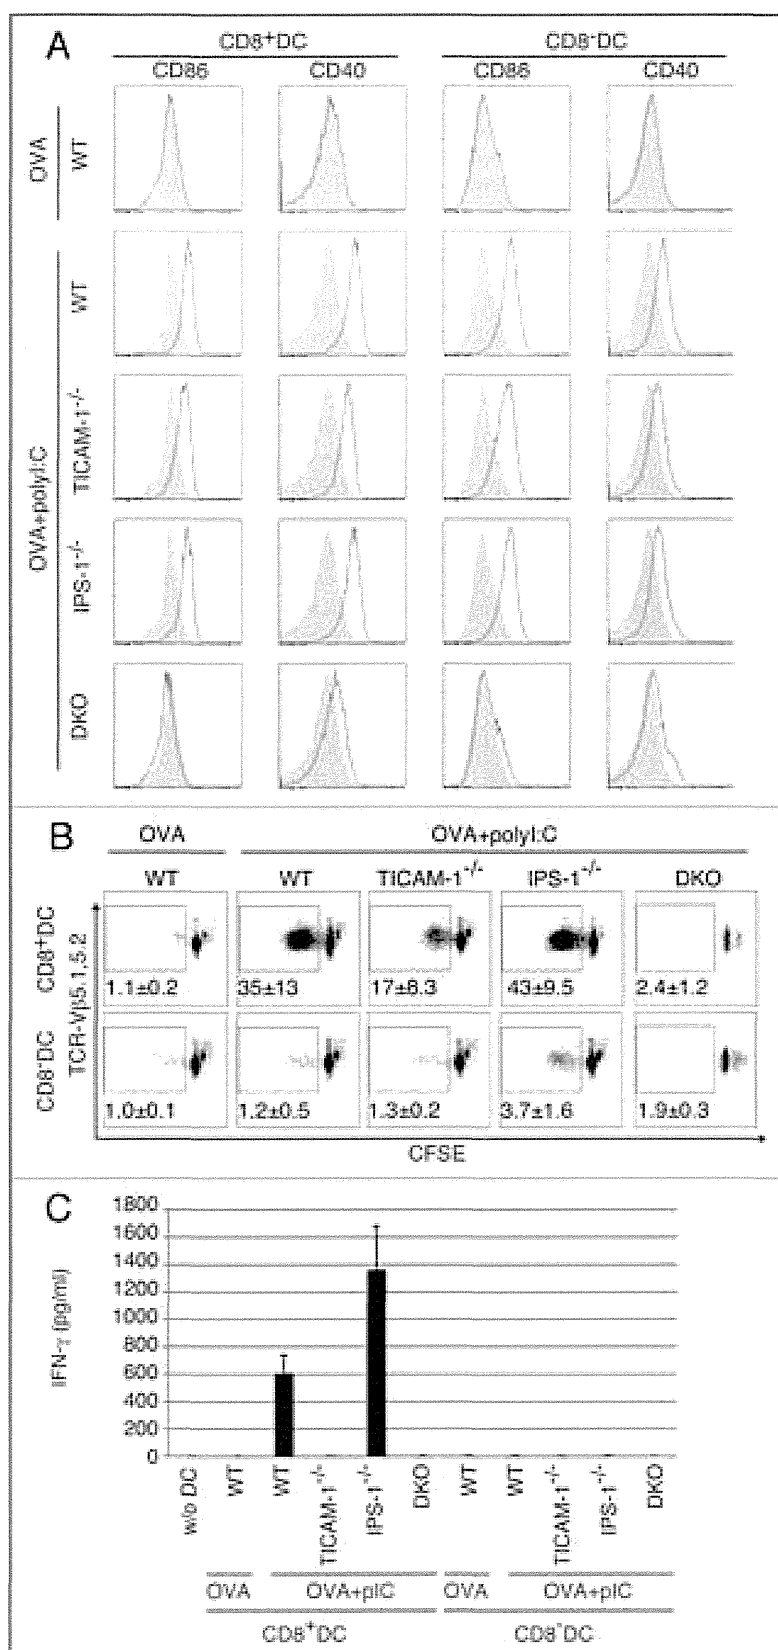 A
CD8+DC CD8-DC
CD86 CD40 CD86 CD40
OVA
WT
OVA+polyI:C
WT
TICAM-1-/-
IPS-1-/-
DKO
B
OVA OVA+polyI:C
WT WT TICAM-1-/- IPS-1-/- DKO
CD8+DC
1.1±0.2 35±13 17±8.3 43±9.5 2.4±1.2
CD8-DC
1.0±0.1 1.2±0.5 1.3±0.2 3.7±1.6 1.9±0.3
TCR-Vβ5.1,5.2
CFSE
C
IFN-γ (pg/ml)
1800
1600
1400
1200
1000
800
600
400
200
0
w/o DC WT WT TICAM-1-/- IPS-1-/- DKO WT WT TICAM-1-/- IPS-1-/- DKO
OVA OVA+pIC OVA OVA+pIC
CD8+DC CD8-DC